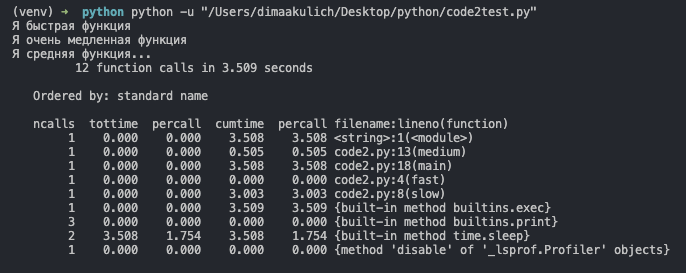 (venv) → python python -u "/Users/dimaakulich/Desktop/python/code2test.py"
Я быстрая функция
Я очень медленная функция
Я средняя функция...
12 function calls in 3.509 seconds
Ordered by: standard name
ncalls tottime percall cumtime percall filename:lineno(function)
1 0.000 0.000 3.508 3.508 <string>:1(<module>)
1 0.000 0.000 0.505 0.505 code2.py:13(medium)
1 0.000 0.000 3.508 3.508 code2.py:18(main)
1 0.000 0.000 0.000 0.000 code2.py:4(fast)
1 0.000 0.000 3.003 3.003 code2.py:8(slow)
1 0.000 0.000 3.509 3.509 {built-in method builtins.exec}
3 0.000 0.000 0.000 0.000 {built-in method builtins.print}
2 3.508 1.754 3.508 1.754 {built-in method time.sleep}
1 0.000 0.000 0.000 0.000 {method 'disable' of '_lsprof.Profiler' objects}